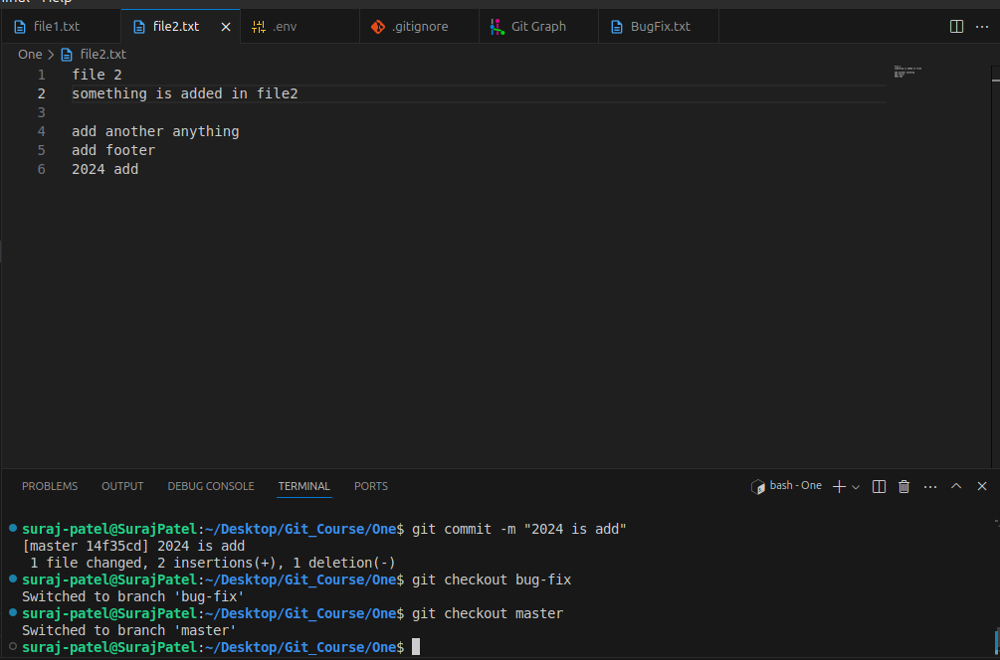 file1.txt file2.txt .env .gitignore Git Graph BugFix.txt
One > file2.txt
1 file 2
2 something is added in file2
3
4 add another anything
5 add footer
6 2024 add
PROBLEMS OUTPUT DEBUG CONSOLE TERMINAL PORTS bash - One
suraj-patel@SurajPatel:~/Desktop/Git_Course/One$ git commit -m "2024 is add"
[master 14f35cd] 2024 is add
1 file changed, 2 insertions(+), 1 deletion(-)
suraj-patel@SurajPatel:~/Desktop/Git_Course/One$ git checkout bug-fix
Switched to branch 'bug-fix'
suraj-patel@SurajPatel:~/Desktop/Git_Course/One$ git checkout master
Switched to branch 'master'
suraj-patel@SurajPatel:~/Desktop/Git_Course/One$